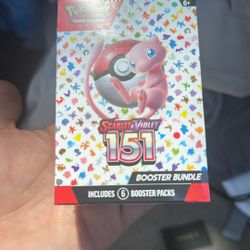 Pokémon
6+
SCARLET & VIOLET
151
BOOSTER BUNDLE
INCLUDES 6 BOOSTER PACKS